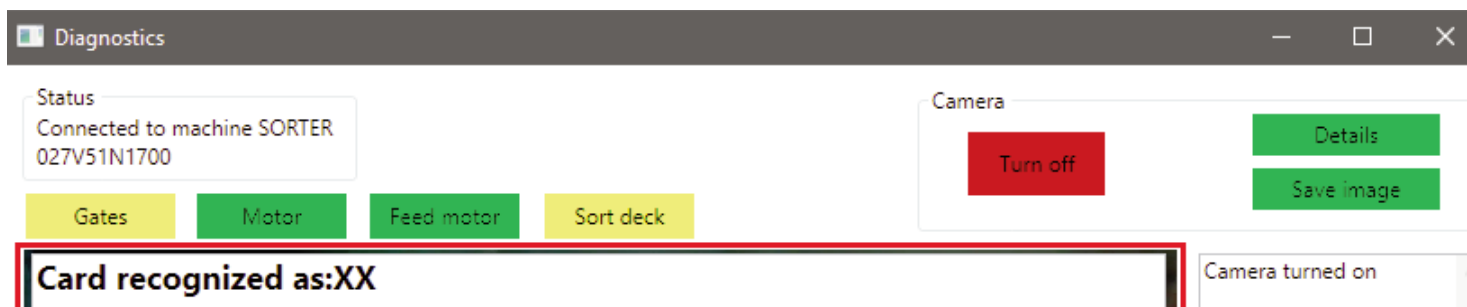 Diagnostics
Status
Connected to machine SORTER
027V51N1700
Camera
Turn off
Details
Save image
Gates
Motor
Feed motor
Sort deck
Card recognized as:XX
Camera turned on